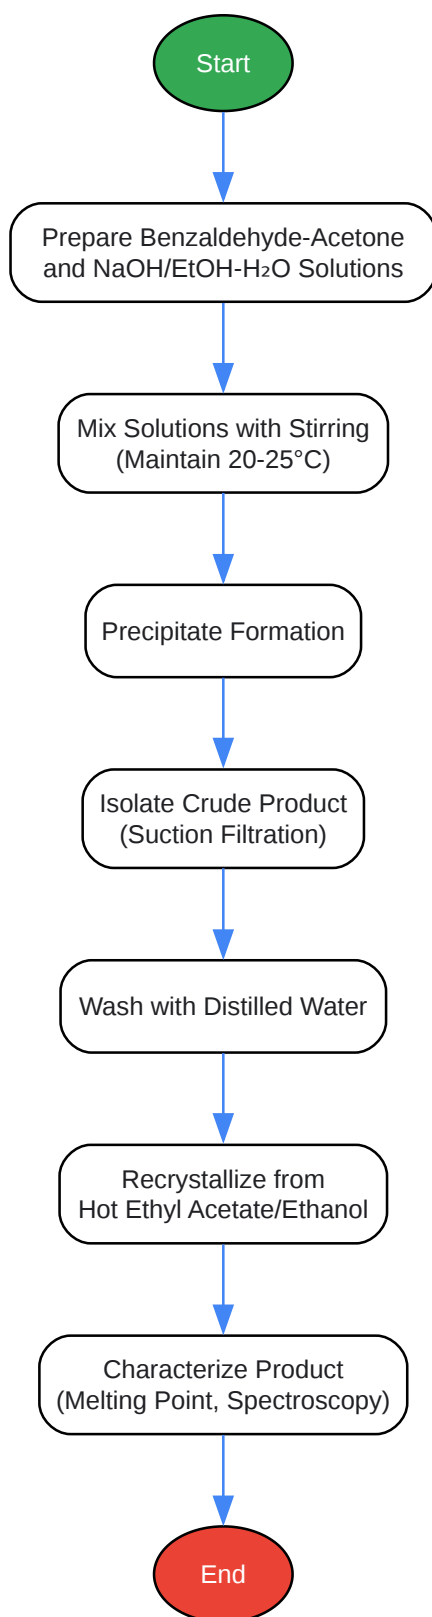 Start
Prepare Benzaldehyde-Acetone
and NaOH/EtOH-H₂O Solutions
Mix Solutions with Stirring
(Maintain 20-25°C)
Precipitate Formation
Isolate Crude Product
(Suction Filtration)
Wash with Distilled Water
Recrystallize from
Hot Ethyl Acetate/Ethanol
Characterize Product
(Melting Point, Spectroscopy)
End